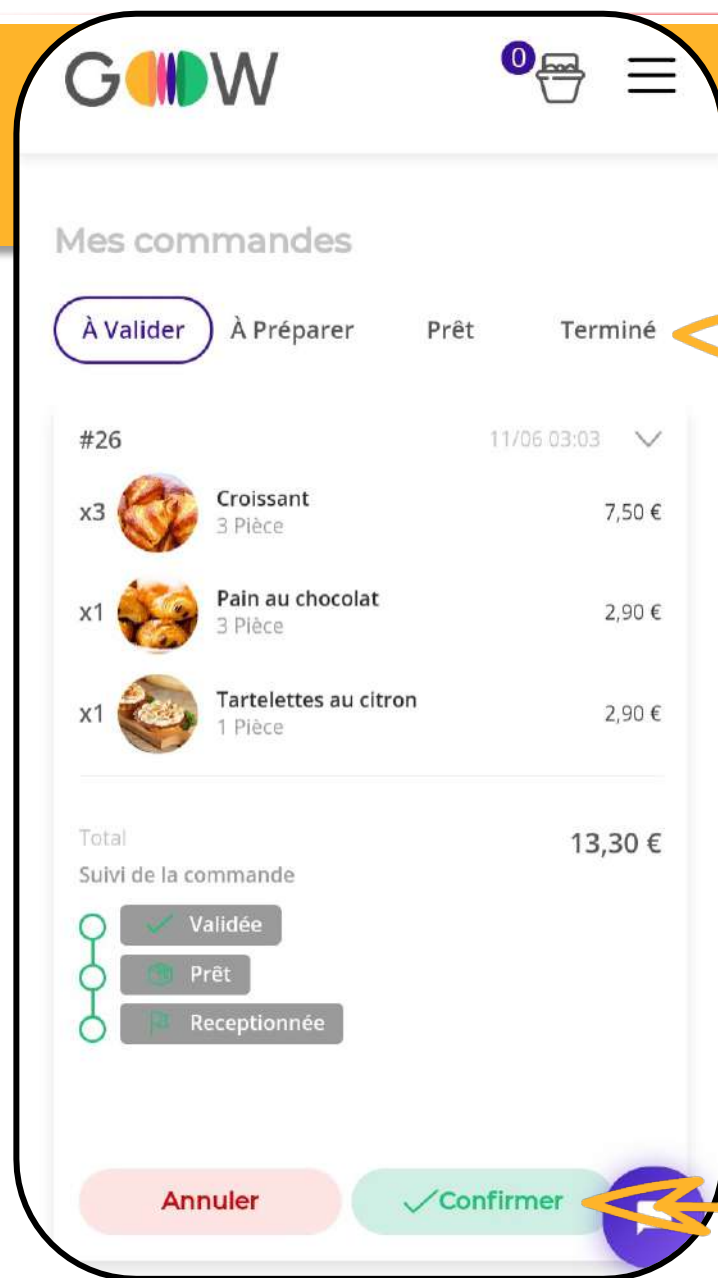 GOOW
0
Mes commandes
À Valider À Préparer Prêt Terminé
#26 11/06 03:03
x3 Croissant 7,50 €
3 Pièce
x1 Pain au chocolat 2,90 €
3 Pièce
x1 Tartelettes au citron 2,90 €
1 Pièce
Total 13,30 €
Suivi de la commande
Validée
Prêt
Receptionnée
Annuler Confirmer